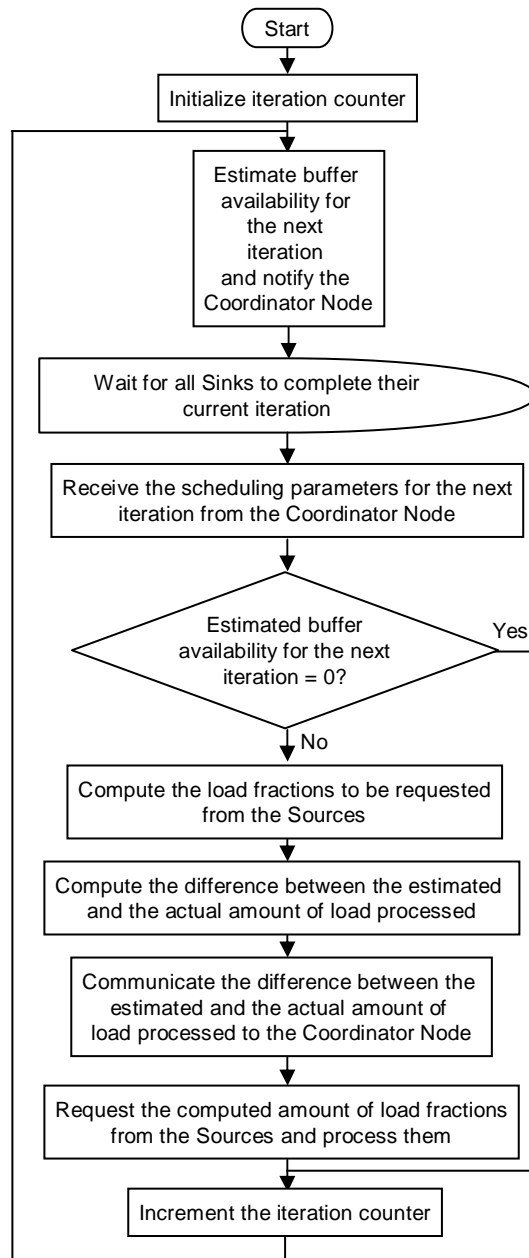 Start
Initialize iteration counter
Estimate buffer
availability for
the next
iteration
and notify the
Coordinator Node
Wait for all Sinks to complete their
current iteration
Receive the scheduling parameters for the next
iteration from the Coordinator Node
Estimated buffer
availability for the next
iteration = 0?
Yes
No
Compute the load fractions to be requested
from the Sources
Compute the difference between the estimated
and the actual amount of load processed
Communicate the difference between the
estimated and the actual amount of
load processed to the Coordinator Node
Request the computed amount of load fractions
from the Sources and process them
Increment the iteration counter